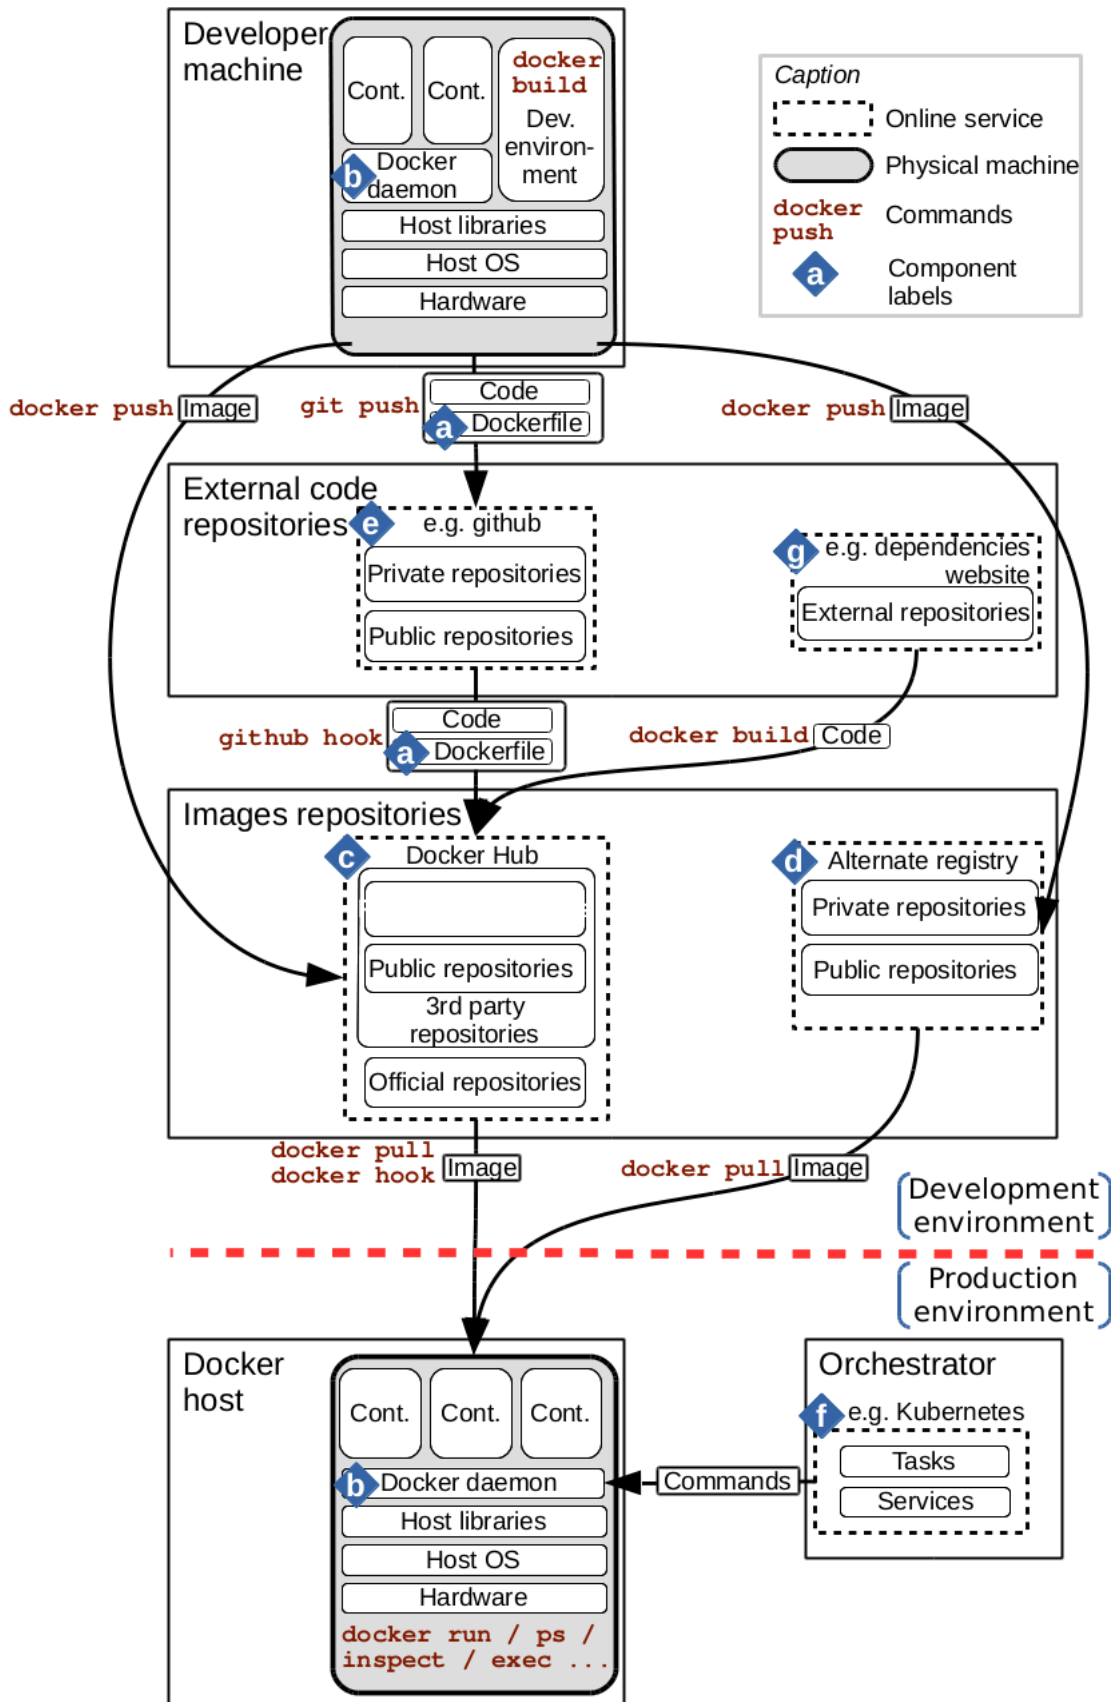 Developer
machine
Cont.
Cont.
docker
build
Dev.
environ-
ment
b
Docker
daemon
Host libraries
Host OS
Hardware
Caption
Online service
Physical machine
docker
push
Commands
a
Component
labels
docker push
Image
git push
Code
a
Dockerfile
docker push
Image
External code
repositories
e
e.g. github
Private repositories
Public repositories
g
e.g. dependencies
website
External repositories
github hook
Code
a
Dockerfile
docker build
Code
Images repositories
c
Docker Hub
Public repositories
3rd party
repositories
Official repositories
d
Alternate registry
Private repositories
Public repositories
docker pull
docker hook
Image
docker pull
Image
Development
environment
Production
environment
Docker
host
Cont.
Cont.
Cont.
b
Docker daemon
Host libraries
Host OS
Hardware
docker run / ps /
inspect / exec ...
Commands
Orchestrator
f
e.g. Kubernetes
Tasks
Services